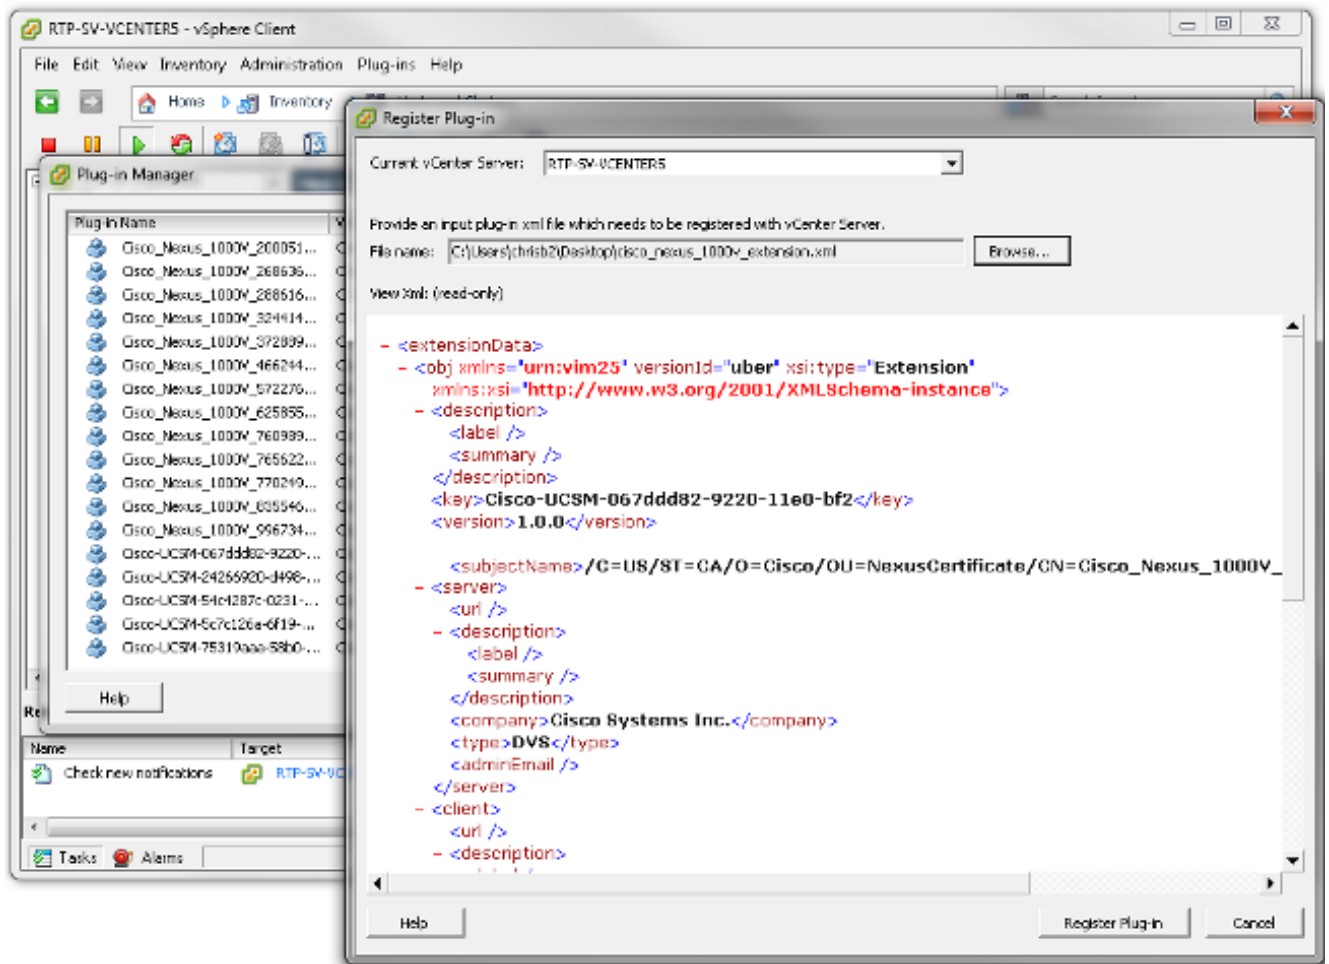 RTP-SV-VCENTER5 - vSphere Client
File Edit View Inventory Administration Plug-ins Help
Home Inventory
Register Plug-in
Current vCenter Server: RTP-SV-VCENTER5
Plug-in Manager
Plug-in Name
Provide an input plug-in xml file which needs to be registered with vCenter Server.
File name: C:\Users\chrisb2\Desktop\cisco_nexus_1000v_extension.xml Browse...
View Xml: (read-only)
Cisco_Nexus_1000V_200051...
Cisco_Nexus_1000V_268636...
Cisco_Nexus_1000V_288616...
Cisco_Nexus_1000V_324414...
Cisco_Nexus_1000V_372889...
Cisco_Nexus_1000V_466244...
Cisco_Nexus_1000V_572276...
Cisco_Nexus_1000V_625855...
Cisco_Nexus_1000V_760989...
Cisco_Nexus_1000V_765622...
Cisco_Nexus_1000V_770249...
Cisco_Nexus_1000V_835546...
Cisco_Nexus_1000V_996734...
Cisco-UCSM-067ddd82-9220-...
Cisco-UCSM-24266920-d498-...
Cisco-UCSM-54c4287c-0231-...
Cisco-UCSM-5c7c126a-6f19-...
Cisco-UCSM-75319aaa-58b0-...
Help
- <extensionData>
- <obj xmlns="urn:vim25" versionId="uber" xsi:type="Extension"
xmlns:xsi="http://www.w3.org/2001/XMLSchema-instance">
- <description>
<label />
<summary />
</description>
<key>Cisco-UCSM-067ddd82-9220-11e0-bf2</key>
<version>1.0.0</version>
<subjectName>/C=US/ST=CA/O=Cisco/OU=NexusCertificate/CN=Cisco_Nexus_1000V_
- <server>
<url />
- <description>
<label />
<summary />
</description>
<company>Cisco Systems Inc.</company>
<type>DVS</type>
<adminEmail />
</server>
- <client>
<url />
- <description>
Name Target
Check new notifications RTP-SV-VC
Tasks Alarms
Help Register Plug-in Cancel